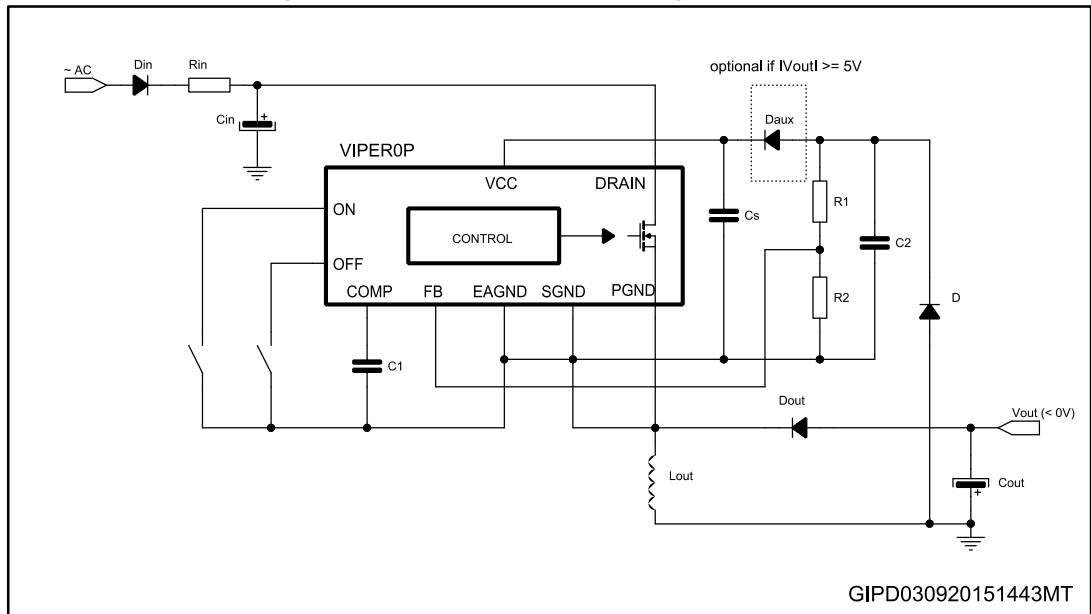 ~ AC
Din
Rin
optional if IVoutI >= 5V
Cin
+
Daux
VIPER0P
VCC
DRAIN
R1
ON
Cs
CONTROL
C2
OFF
R2
COMP
FB
EAGND
SGND
PGND
D
C1
Dout
Vout (< 0V)
Lout
Cout
+
GIPD030920151443MT